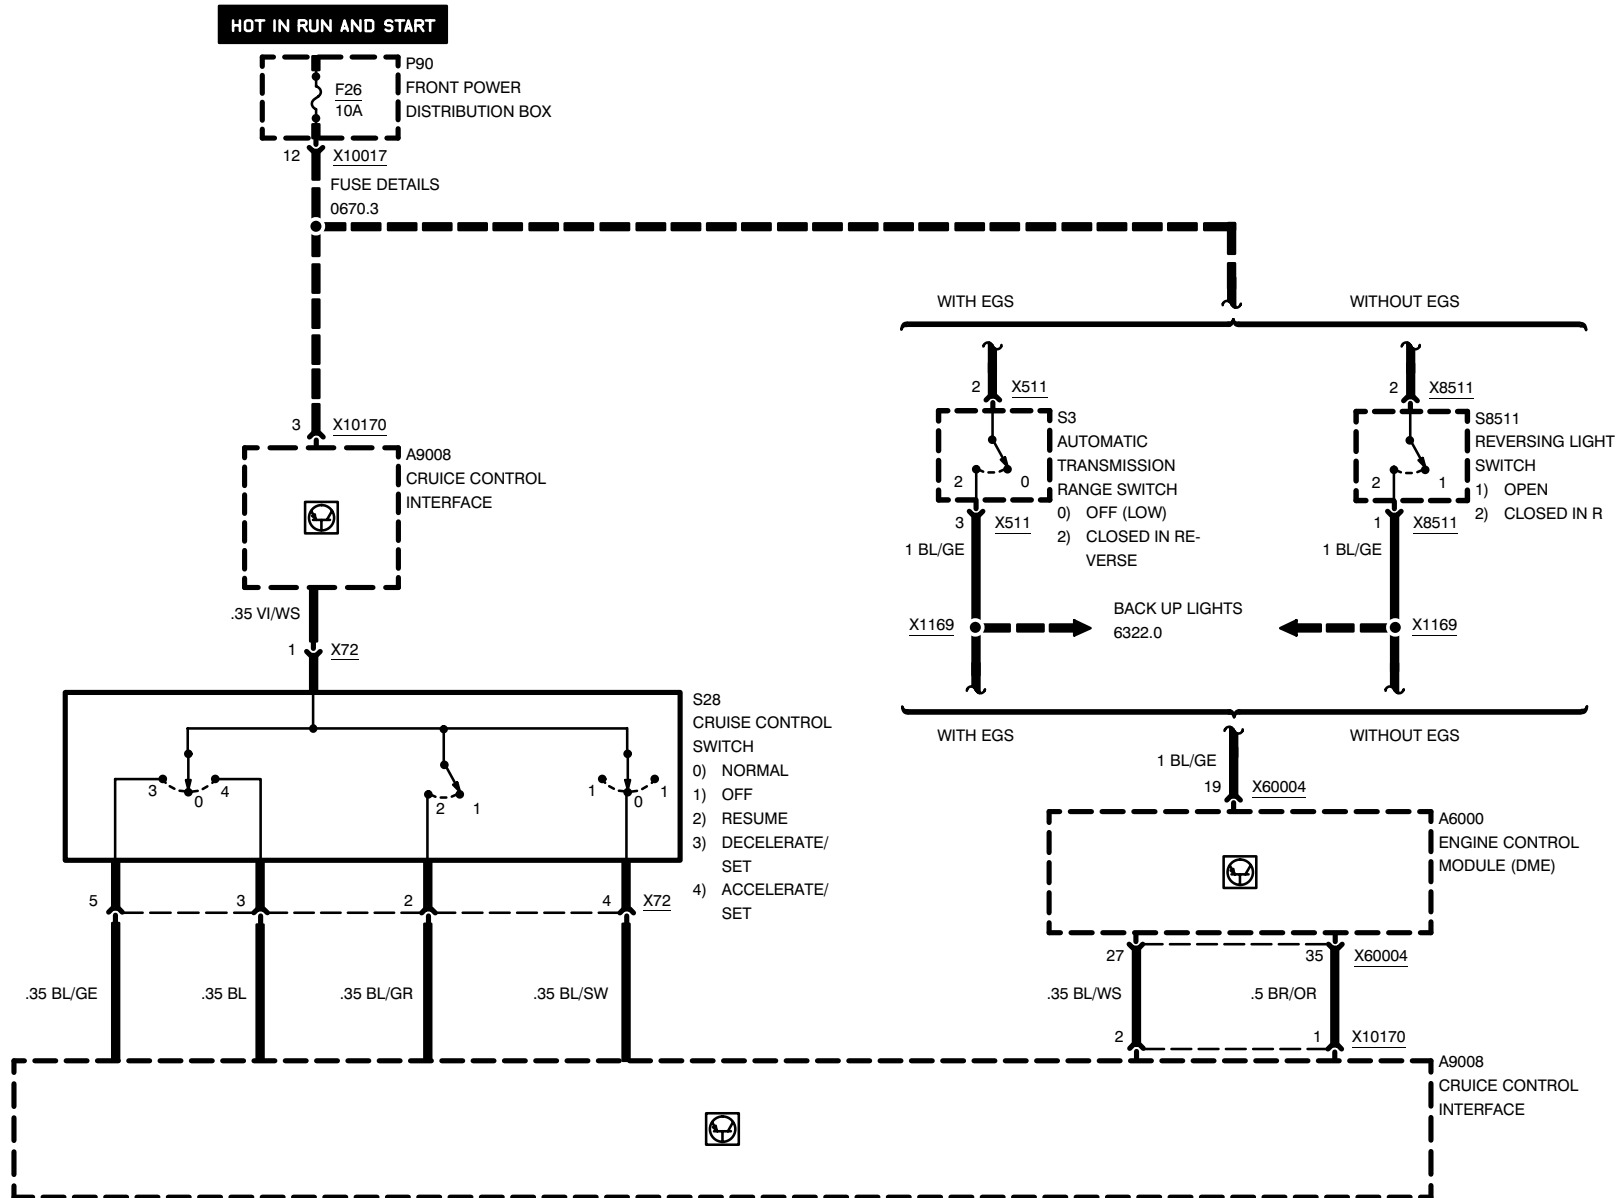 HOT IN RUN AND START
P90
FRONT POWER
DISTRIBUTION BOX
F26
10A
12 X10017
FUSE DETAILS
0670.3
WITH EGS
WITHOUT EGS
2 X511
2 X8511
S3
AUTOMATIC
TRANSMISSION
RANGE SWITCH
0) OFF (LOW)
2) CLOSED IN RE-
VERSE
2 0
S8511
REVERSING LIGHT
SWITCH
1) OPEN
2) CLOSED IN R
2 1
3 X10170
A9008
CRUICE CONTROL
INTERFACE
3 X511
1 BL/GE
1 X8511
1 BL/GE
.35 VI/WS
1 X72
X1169
BACK UP LIGHTS
6322.0
X1169
S28
CRUISE CONTROL
SWITCH
0) NORMAL
1) OFF
2) RESUME
3) DECELERATE/
SET
4) ACCELERATE/
SET
3 0 4
2 1
1 0 1
WITH EGS
WITHOUT EGS
1 BL/GE
19 X60004
A6000
ENGINE CONTROL
MODULE (DME)
5 3 2 4 X72
27 35 X60004
.35 BL/GE
.35 BL
.35 BL/GR
.35 BL/SW
.35 BL/WS
.5 BR/OR
2 1 X10170
A9008
CRUICE CONTROL
INTERFACE